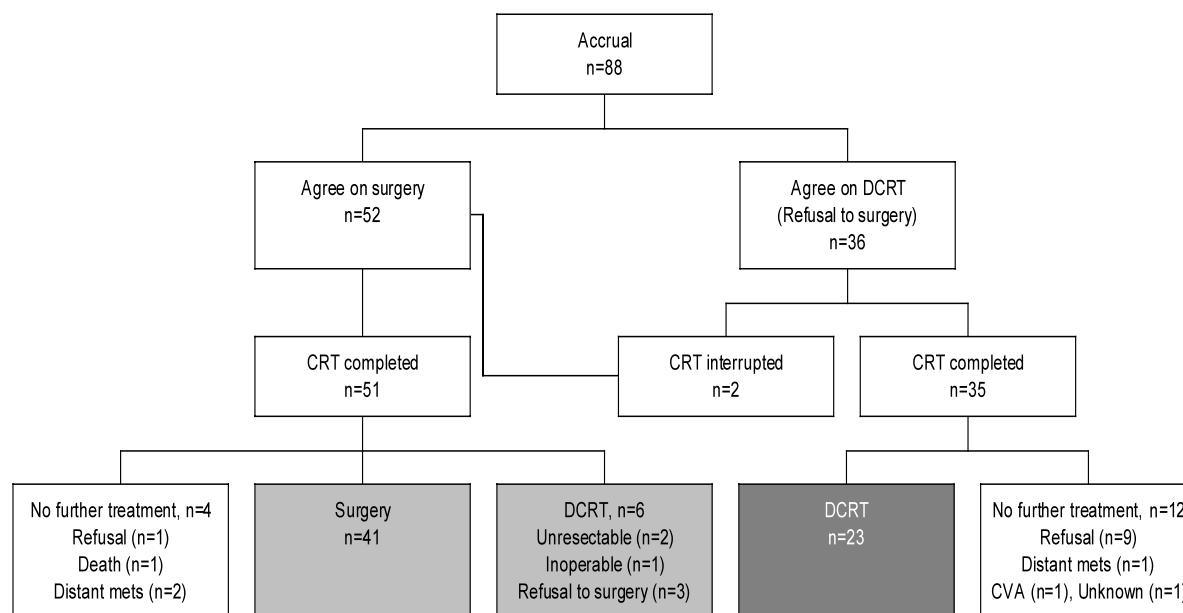 Accrual
n=88
Agree on surgery
n=52
Agree on DCRT
(Refusal to surgery)
n=36
CRT completed
n=51
CRT interrupted
n=2
CRT completed
n=35
No further treatment, n=4
Refusal (n=1)
Death (n=1)
Distant mets (n=2)
Surgery
n=41
DCRT, n=6
Unresectable (n=2)
Inoperable (n=1)
Refusal to surgery (n=3)
DCRT
n=23
No further treatment, n=12
Refusal (n=9)
Distant mets (n=1)
CVA (n=1), Unknown (n=1)